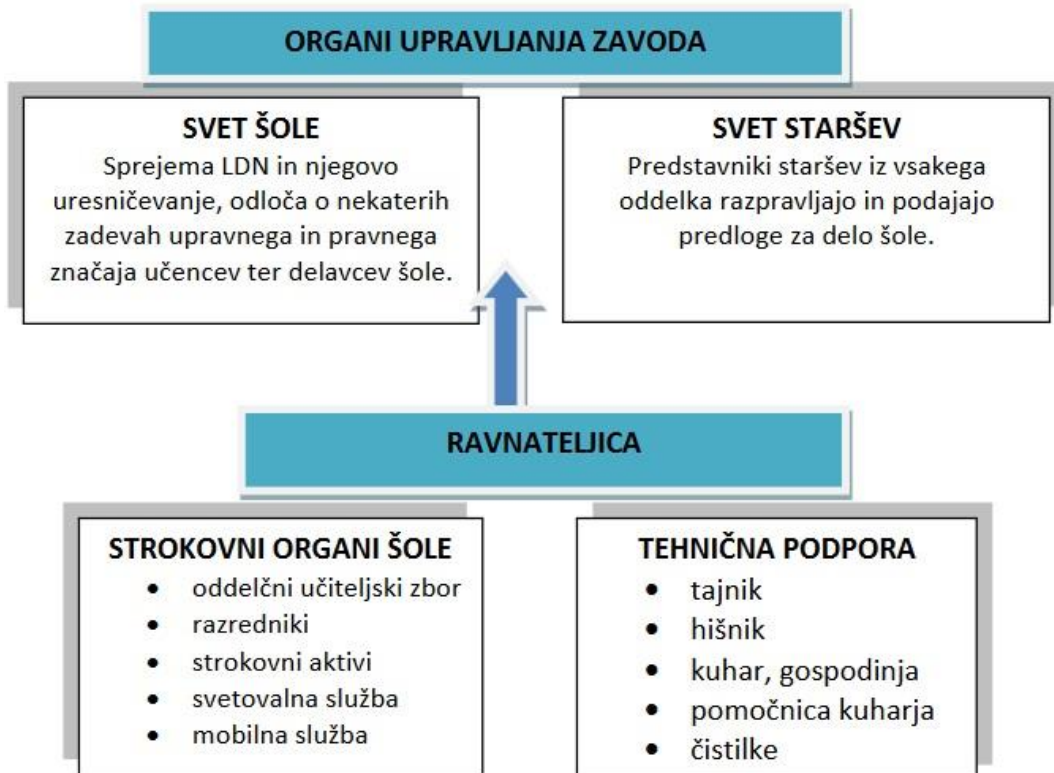 ORGANI UPRAVLJANJA ZAVODA
SVET ŠOLE
Sprejema LDN in njegovo
uresničevanje, odloča o nekaterih
zadevah upravnega in pravnega
značaja učencev ter delavcev šole.
SVET STARŠEV
Predstavniki staršev iz vsakega
oddelka razpravljajo in podajajo
predloge za delo šole.
RAVNATELJICA
STROKOVNI ORGANI ŠOLE
• oddelčni učiteljski zbor
• razredniki
• strokovni aktivi
• svetovalna služba
• mobilna služba
TEHNIČNA PODPORA
• tajnik
• hišnik
• kuhar, gospodinja
• pomočnica kuharja
• čistilke